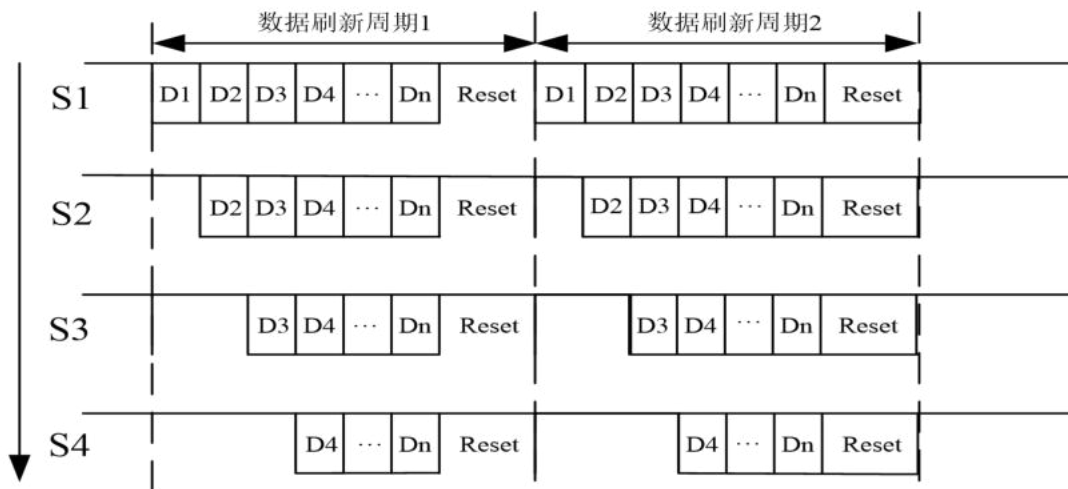 数据刷新周期1 数据刷新周期2
S1 D1 D2 D3 D4 ··· Dn Reset D1 D2 D3 D4 ··· Dn Reset
S2 D2 D3 D4 ··· Dn Reset D2 D3 D4 ··· Dn Reset
S3 D3 D4 ··· Dn Reset D3 D4 ··· Dn Reset
S4 D4 ··· Dn Reset D4 ··· Dn Reset